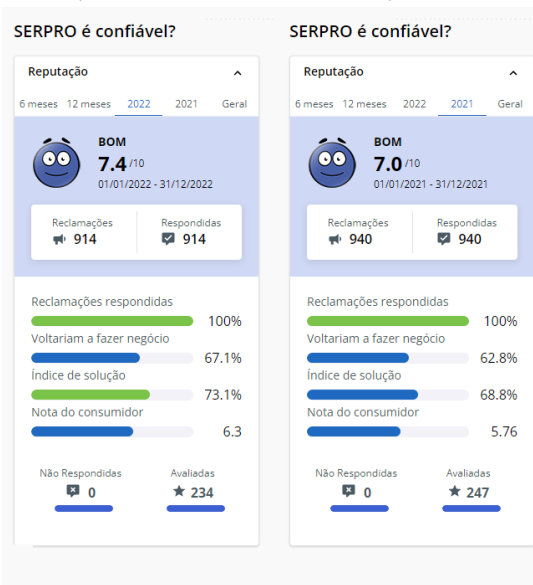 SERPRO é confiável?
Reputação
6 meses 12 meses 2022 2021 Geral
BOM
7.4 /10
01/01/2022 - 31/12/2022
Reclamações Respondidas
914 914
Reclamações respondidas
100%
Voltariam a fazer negócio
67.1%
Índice de solução
73.1%
Nota do consumidor
6.3
Não Respondidas Avaliadas
0 234
SERPRO é confiável?
Reputação
6 meses 12 meses 2022 2021 Geral
BOM
7.0 /10
01/01/2021 - 31/12/2021
Reclamações Respondidas
940 940
Reclamações respondidas
100%
Voltariam a fazer negócio
62.8%
Índice de solução
68.8%
Nota do consumidor
5.76
Não Respondidas Avaliadas
0 247